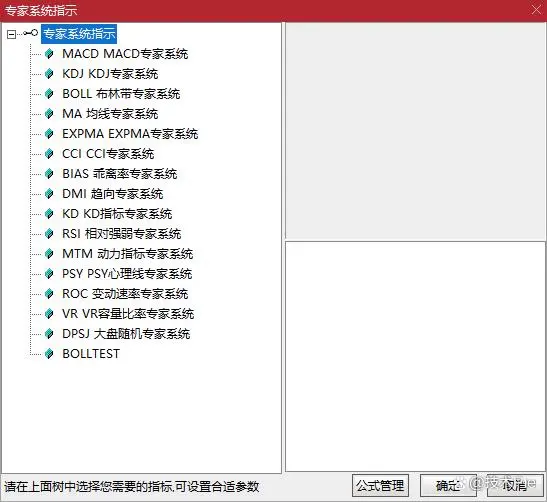 专家系统指示
专家系统指示
MACD MACD专家系统
KDJ KDJ专家系统
BOLL 布林带专家系统
MA 均线专家系统
EXPMA EXPMA专家系统
CCI CCI专家系统
BIAS 乖离率专家系统
DMI 趋向专家系统
KD KD指标专家系统
RSI 相对强弱专家系统
MTM 动力指标专家系统
PSY PSY心理线专家系统
ROC 变动速率专家系统
VR VR容量比率专家系统
DPSJ 大盘随机专家系统
BOLLTEST
请在上面树中选择您需要的指标,可设置合适参数
公式管理
确定
取消